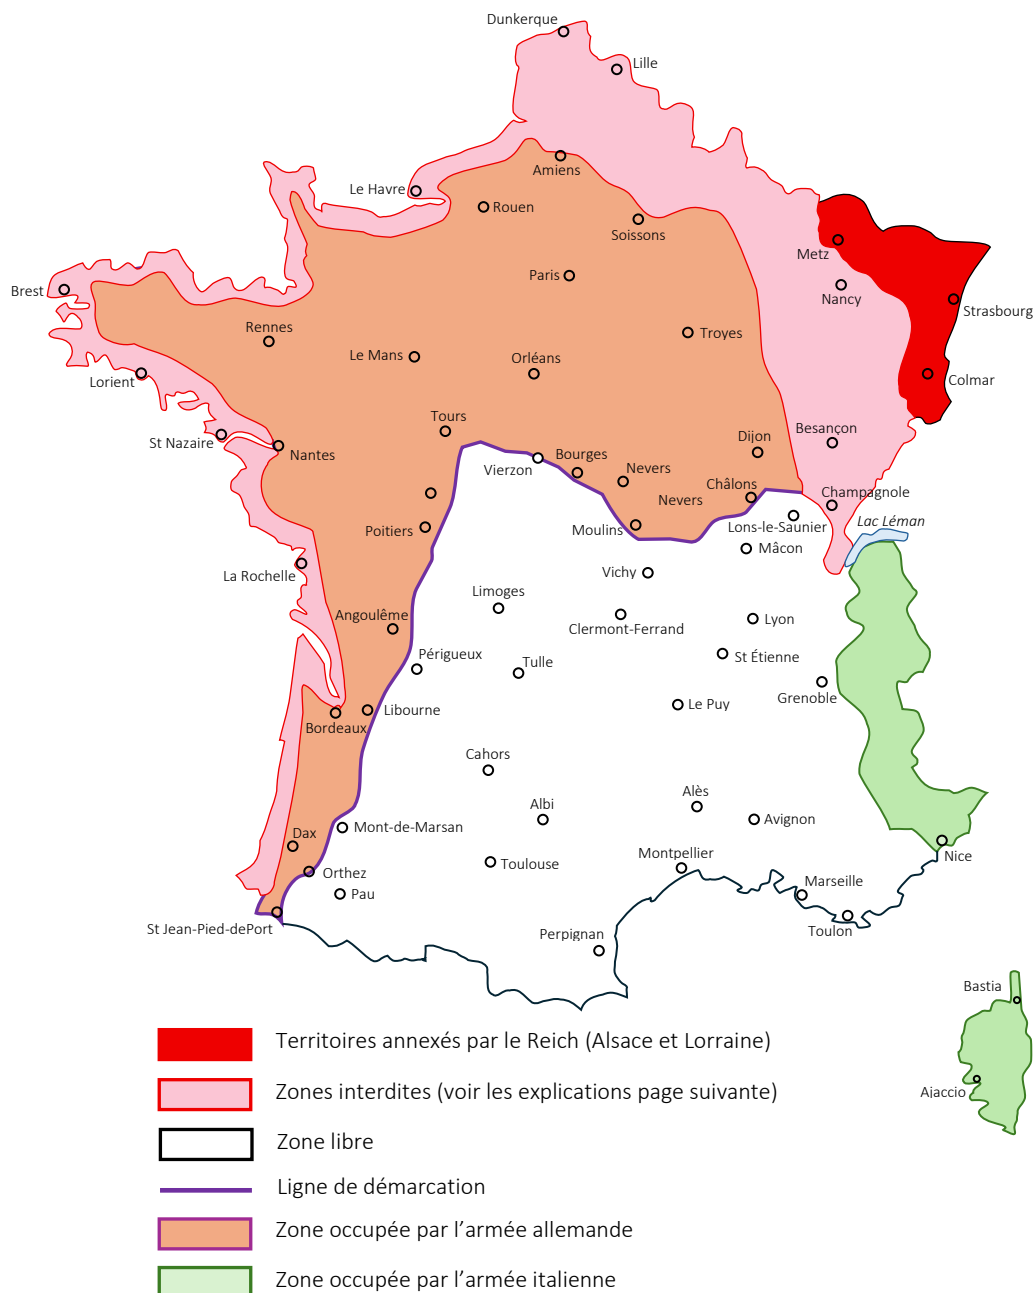 Dunkerque
Lille
Amiens
Le Havre
Rouen
Soissons
Metz
Paris
Nancy
Brest
Strasbourg
Rennes
Troyes
Le Mans
Orléans
Lorient
Colmar
Tours
Besançon
St Nazaire
Dijon
Nantes
Bourges
Vierzon
Nevers
Châlons
Champagnole
Nevers
Poitiers
Moulins
Lons-le-Saunier
Lac Léman
Mâcon
La Rochelle
Vichy
Limoges
Angoulême
Clermont-Ferrand
Lyon
Périgueux
Tulle
St Étienne
Grenoble
Libourne
Le Puy
Bordeaux
Cahors
Alès
Albi
Avignon
Mont-de-Marsan
Dax
Montpellier
Nice
Toulouse
Orthez
Marseille
Pau
St Jean-Pied-dePort
Toulon
Perpignan
Bastia
Ajaccio
Territoires annexés par le Reich (Alsace et Lorraine)
Zones interdites (voir les explications page suivante)
Zone libre
Ligne de démarcation
Zone occupée par l’armée allemande
Zone occupée par l’armée italienne